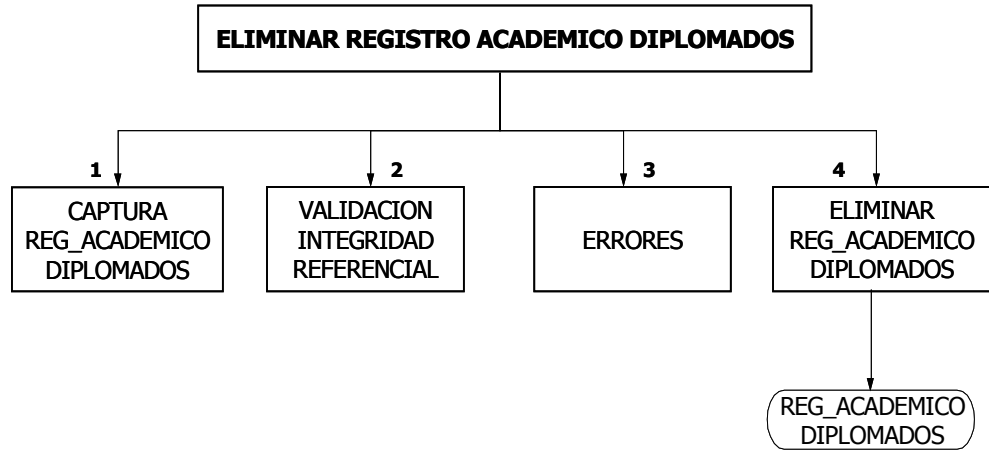 ELIMINAR REGISTRO ACADEMICO DIPLOMADOS
1
CAPTURA
REG_ACADEMICO
DIPLOMADOS
2
VALIDACION
INTEGRIDAD
REFERENCIAL
3
ERRORES
4
ELIMINAR
REG_ACADEMICO
DIPLOMADOS
REG_ACADEMICO
DIPLOMADOS